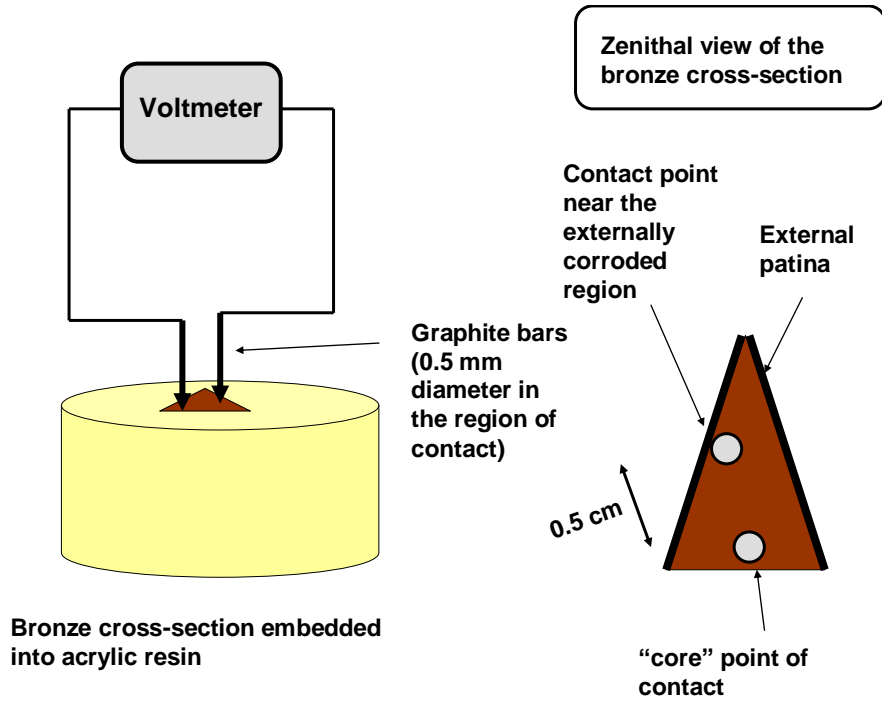 Voltmeter
Zenithal view of the
bronze cross-section
Contact point
near the
externally
corroded
region
External
patina
Graphite bars
(0.5 mm
diameter in
the region of
contact)
0.5 cm
Bronze cross-section embedded
into acrylic resin
“core” point of
contact